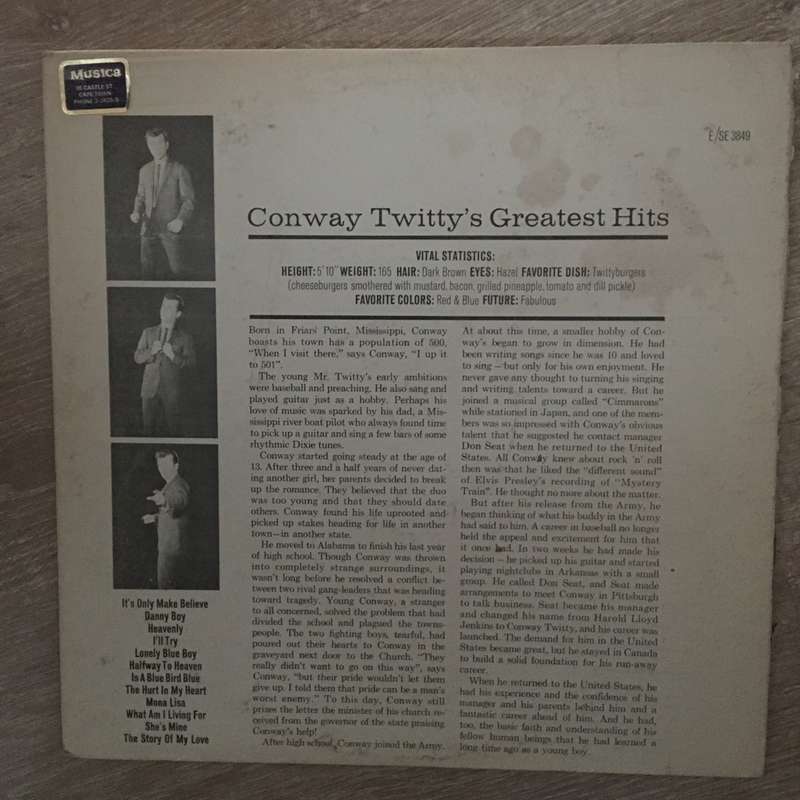 Musica
CASTLE ST
CAPE TOWN
PHONE
E/SE 3849
Conway Twitty's Greatest Hits
VITAL STATISTICS:
HEIGHT: 5' 10" WEIGHT: 165 HAIR: Dark Brown EYES: Hazel FAVORITE DISH: Twittyburgers
(cheeseburgers smothered with mustard, bacon, grilled pineapple, tomato and dill pickle)
FAVORITE COLORS: Red & Blue FUTURE: Fabulous
Born in Friars' Point, Mississippi, Conway
boasts his town has a population of 500,
"When I visit there," says Conway, "I up it
to 501".
The young Mr. Twitty's early ambitions
were baseball and preaching. He also sang and
played guitar just as a hobby. Perhaps his
love of music was sparked by his dad, a Mis-
sissippi river boat pilot who always found time
to pick up a guitar and sing a few bars of some
rhythmic Dixie tunes.
Conway started going steady at the age of
13. After three and a half years of never dat-
ing another girl, her parents decided to break
up the romance. They believed that the duo
was too young and that they should date
others. Conway found his life uprooted and
picked up stakes heading for life in another
town—in another state.
He moved to Alabama to finish his last year
of high school. Though Conway was thrown
into completely strange surroundings, it
wasn't long before he resolved a conflict be-
tween two rival gang-leaders that was heading
toward tragedy. Young Conway, a stranger
to all concerned, solved the problem that had
divided the school and plagued the towns-
people. The two fighting boys, tearful, had
poured out their hearts to Conway in the
graveyard next door to the Church. "They
really didn't want to go on this way", says
Conway, "but their pride wouldn't let them
give up. I told them that pride can be a man's
worst enemy." To this day, Conway still
prizes the letter the minister of his church re-
ceived from the governor of the state praising
Conway's help!
After high school, Conway joined the Army.
At about this time, a smaller hobby of Con-
way's began to grow in dimension. He had
been writing songs since he was 10 and loved
to sing—but only for his own enjoyment. He
never gave any thought to turning his singing
and writing talents toward a career. But he
joined a musical group called "Cimmarons"
while stationed in Japan, and one of the mem-
bers was so impressed with Conway's obvious
talent that he suggested he contact manager
Don Seat when he returned to the United
States. All Conway knew about rock 'n' roll
then was that he liked the "different sound"
of Elvis Presley's recording of "Mystery
Train". He thought no more about the matter.
But after his release from the Army, he
began thinking of what his buddy in the Army
had said to him. A career in baseball no longer
held the appeal and excitement for him that
it once had. In two weeks he had made his
decision—he picked up his guitar and started
playing nightclubs in Arkansas with a small
group. He called Don Seat, and Seat made
arrangements to meet Conway in Pittsburgh
to talk business. Seat became his manager
and changed his name from Harold Lloyd
Jenkins to Conway Twitty, and his career was
launched. The demand for him in the United
States became great, but he stayed in Canada
to build a solid foundation for his run-away
career.
When he returned to the United States, he
had his experience and the confidence of his
manager and his parents behind him and a
fantastic career ahead of him. And he had,
too, the basic faith and understanding of his
fellow human beings that he had learned a
long time ago as a young boy.
It's Only Make Believe
Danny Boy
Heavenly
I'll Try
Lonely Blue Boy
Halfway To Heaven
Is A Blue Bird Blue
The Hurt In My Heart
Mona Lisa
What Am I Living For
She's Mine
The Story Of My Love